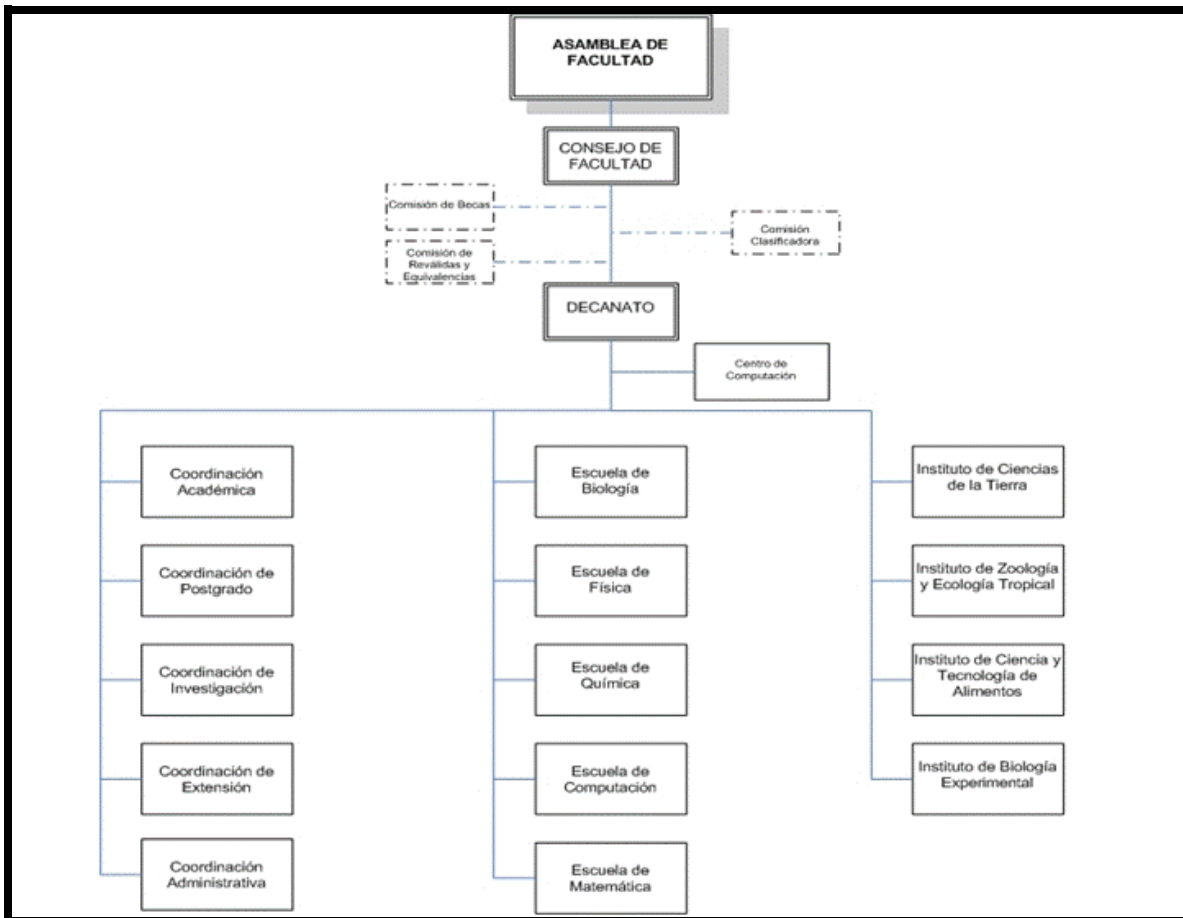 ASAMBLEA DE
FACULTAD
CONSEJO DE
FACULTAD
Comisión de Becas
Comisión
Clasificadora
Comisión de
Reválidas y
Equivalencias
DECANATO
Centro de
Computación
Coordinación
Académica
Coordinación de
Postgrado
Coordinación de
Investigación
Coordinación de
Extensión
Coordinación
Administrativa
Escuela de
Biología
Escuela de
Física
Escuela de
Química
Escuela de
Computación
Escuela de
Matemática
Instituto de Ciencias
de la Tierra
Instituto de Zoología
y Ecología Tropical
Instituto de Ciencia y
Tecnología de
Alimentos
Instituto de Biología
Experimental